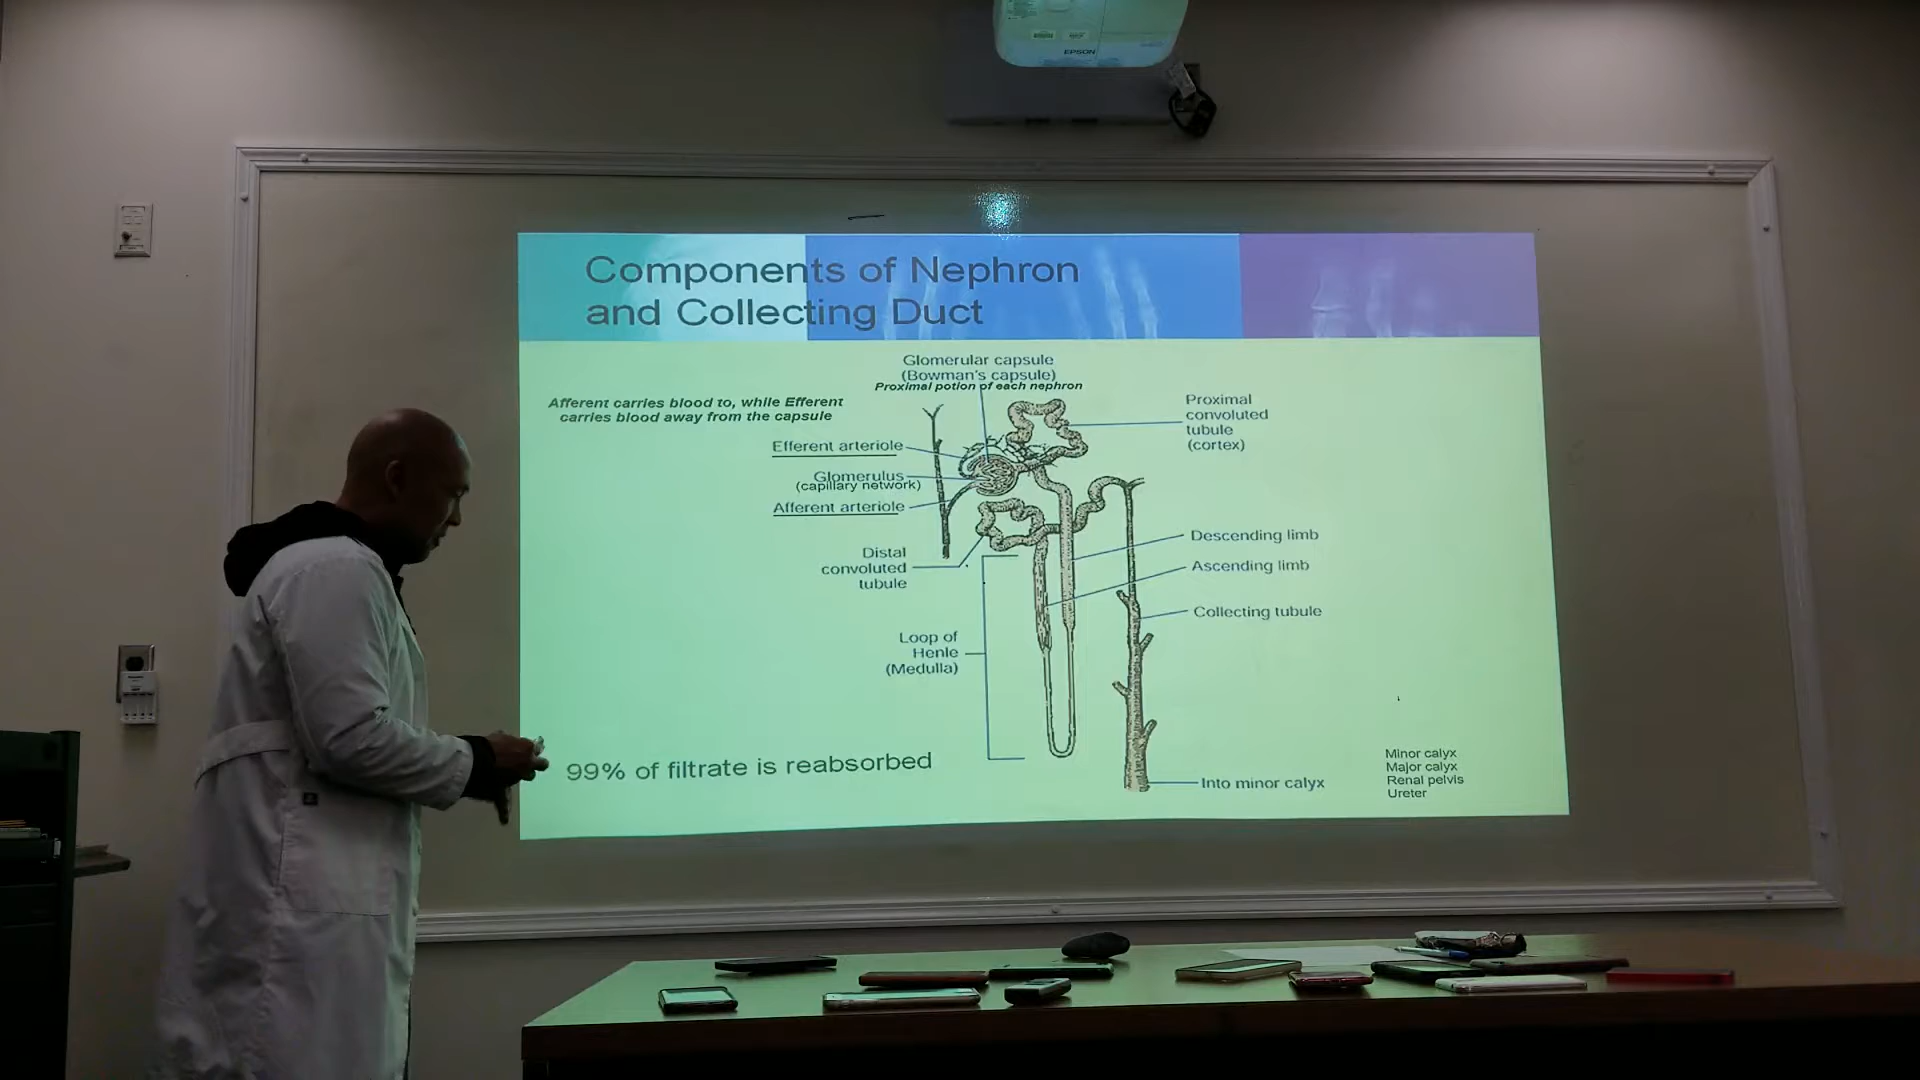 EPSON
Components of Nephron
and Collecting Duct
Glomerular capsule
(Bowman's capsule)
Proximal potion of each nephron
Afferent carries blood to, while Efferent
carries blood away from the capsule
Proximal
convoluted
tubule
(cortex)
Efferent arteriole
Glomerulus
(capillary network)
Afferent arteriole
Distal
convoluted
tubule
Descending limb
Ascending limb
Collecting tubule
Loop of
Henle
(Medulla)
99% of filtrate is reabsorbed
Into minor calyx
Minor calyx
Major calyx
Renal pelvis
Ureter